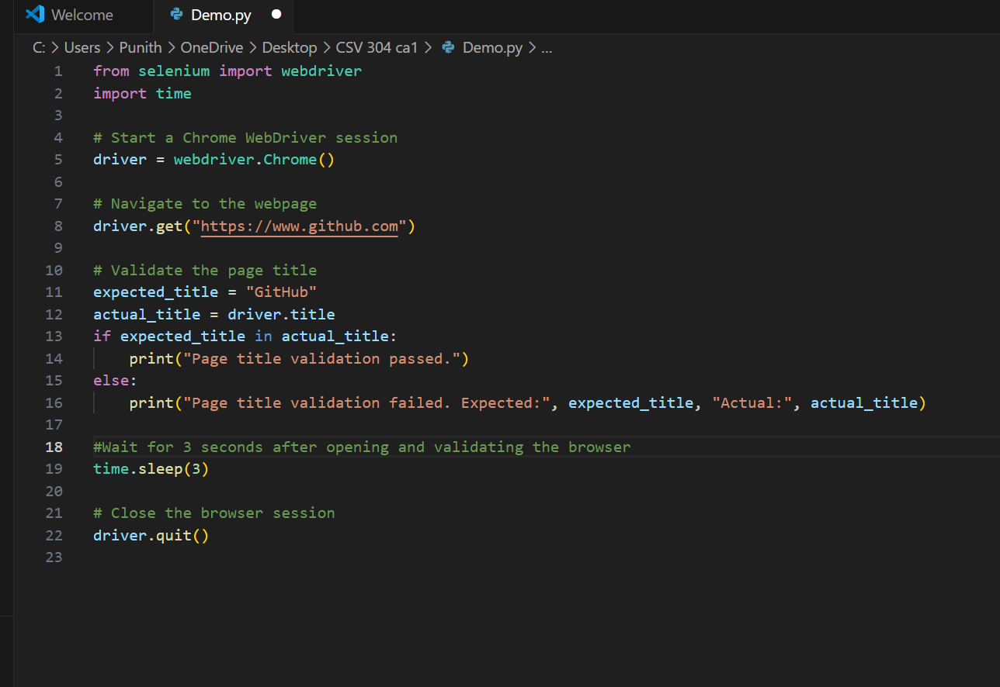 Welcome
Demo.py
C: > Users > Punith > OneDrive > Desktop > CSV 304 ca1 > Demo.py > ...
1 from selenium import webdriver
2 import time
3
4 # Start a Chrome WebDriver session
5 driver = webdriver.Chrome()
6
7 # Navigate to the webpage
8 driver.get("https://www.github.com")
9
10 # Validate the page title
11 expected_title = "GitHub"
12 actual_title = driver.title
13 if expected_title in actual_title:
14     print("Page title validation passed.")
15 else:
16     print("Page title validation failed. Expected:", expected_title, "Actual:", actual_title)
17
18 #Wait for 3 seconds after opening and validating the browser
19 time.sleep(3)
20
21 # Close the browser session
22 driver.quit()
23